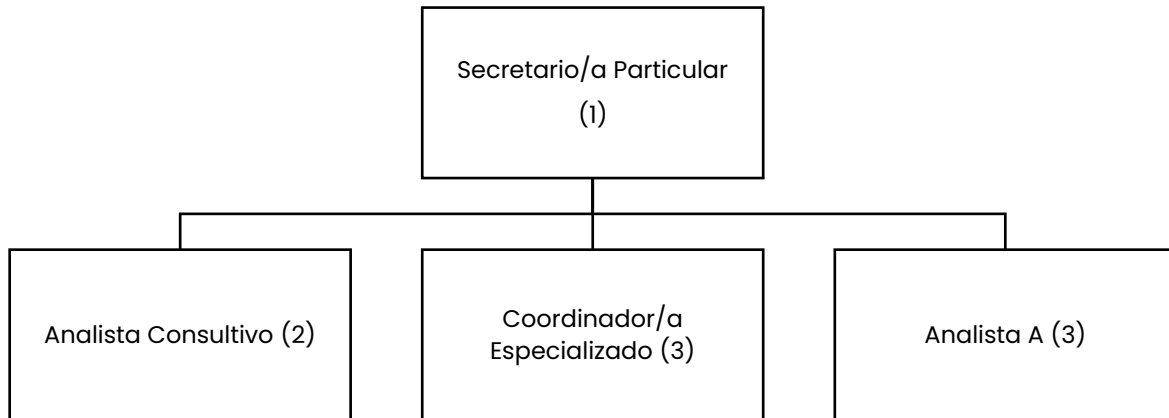 Secretario/a Particular
(1)
Analista Consultivo (2)
Coordinador/a
Especializado (3)
Analista A (3)